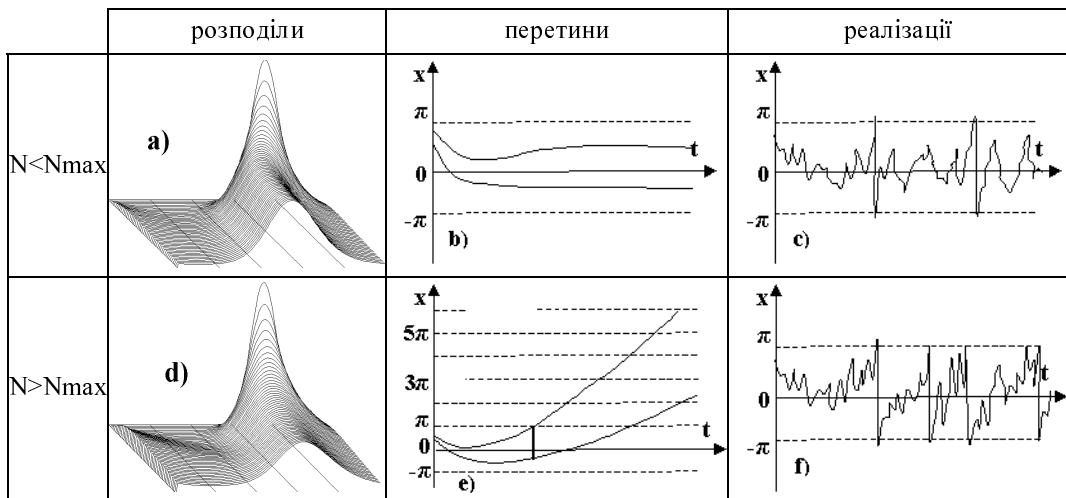 розподіли перетини реалізації
N<Nmax
a)
x
π
0
-π
t
b)
x
π
0
-π
t
c)
N>Nmax
d)
x
5π
3π
π
0
-π
t
e)
x
π
0
-π
t
f)